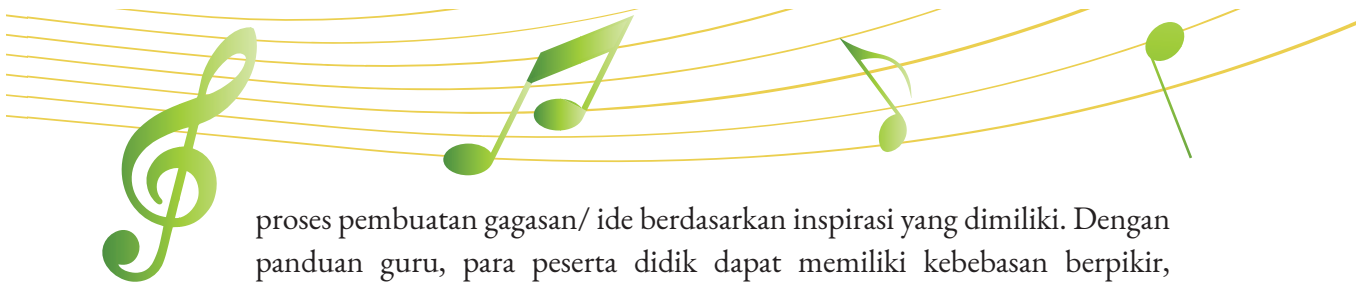 proses pembuatan gagasan/ ide berdasarkan inspirasi yang dimiliki. Dengan
panduan guru, para peserta didik dapat memiliki kebebasan berpikir,